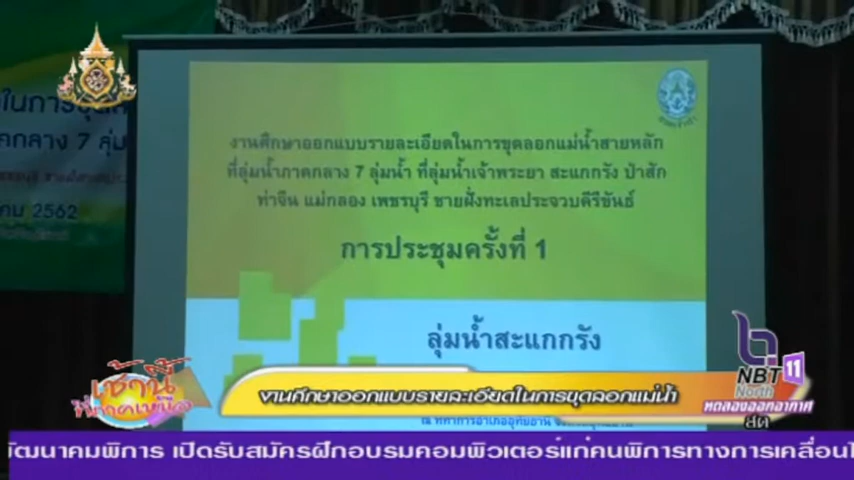 งานศึกษาออกแบบรายละเอียดในการขุดลอกแม่น้ำสายหลัก
ที่ลุ่มน้ำภาคกลาง 7 ลุ่มน้ำ ที่ลุ่มน้ำเจ้าพระยา สะแกกรัง ป่าสัก
ท่าจีน แม่กลอง เพชรบุรี ชายฝั่งทะเลประจวบคีรีขันธ์
การประชุมครั้งที่ 1
ลุ่มน้ำสะแกกรัง
2562
เช้านี้
ที่ภาคเหนือ
งานศึกษาออกแบบรายละเอียดในการขุดลอกแม่น้ำ
NBT 11
North
ทดลองออกอากาศ
สด
พัฒนาคมพิการ เปิดรับสมัครฝึกอบรมคอมพิวเตอร์แก่คนพิการทางการเคลื่อนไ